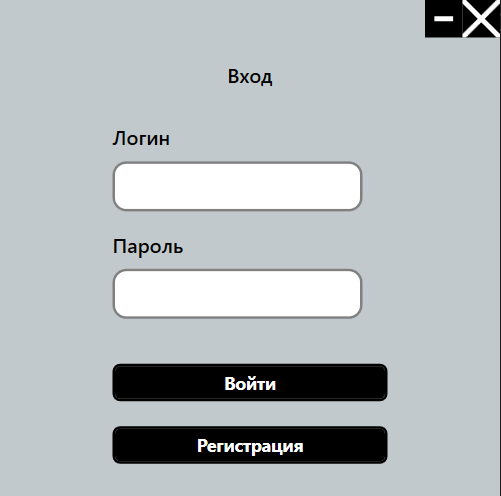 Вход
Логин
Пароль
Войти
Регистрация